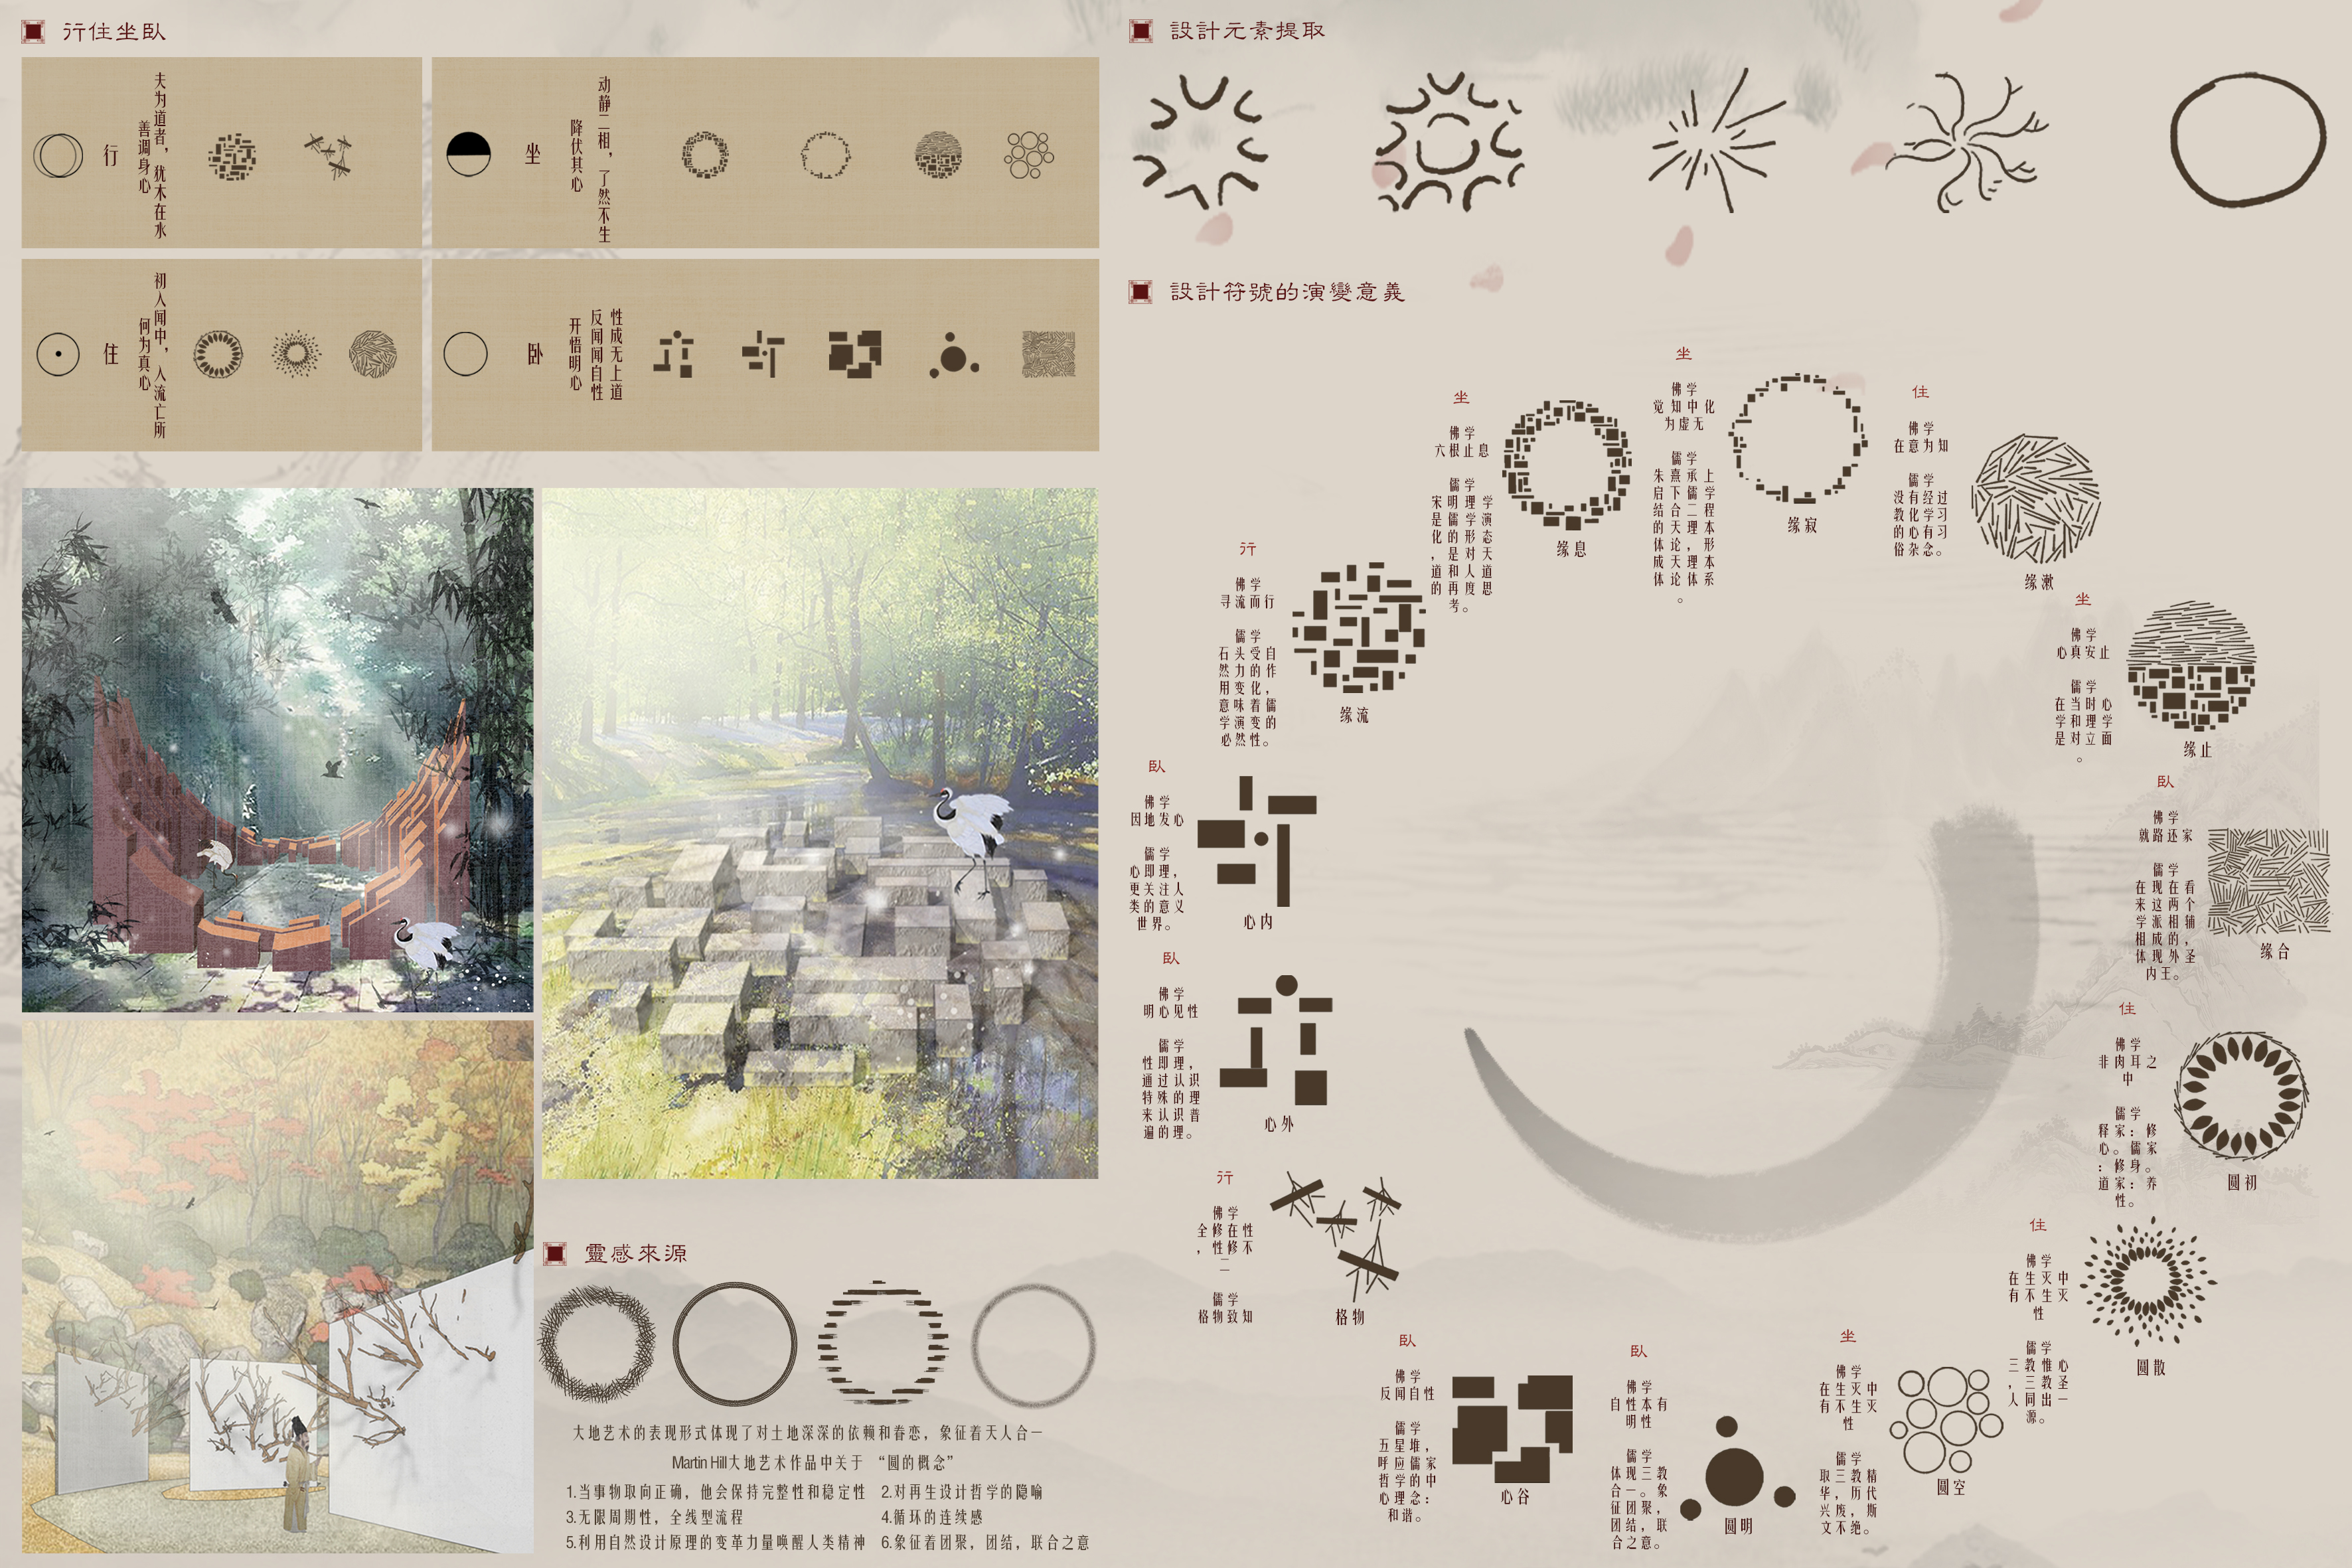 行住坐臥
行
夫为道者，犹木在水
善调身心
坐
动静二相，了然不生
降伏其心
住
初入闻中，入流亡所
何为真心
卧
性成无上道
反闻闻自性
开悟明心
靈感來源
大地艺术的表现形式体现了对土地深深的依赖和眷恋，象征着天人合一
Martin Hill大地艺术作品中关于 “圆的概念”
1.当事物取向正确，他会保持完整性和稳定性 2.对再生设计哲学的隐喻
3.无限周期性，全线型流程 4.循环的连续感
5.利用自然设计原理的变革力量唤醒人类精神 6.象征着团聚，团结，联合之意
設計元素提取
設計符號的演變意義
行
佛学
寻流而行
儒学
石头受自
然力的作
用变化，
意味着儒
学演变的
必然性。
缘流
坐
佛学
六根止息
儒学
宋明理学
是儒学演
化的形态
，是对天
道和人道
的再度思
考。
缘息
坐
佛学
觉知中化
为虚无
儒学
朱熹承上
启下儒学
结合二程
的天理本
体论，形
成天理本
体论体系
。
缘寂
住
佛学
在意为知
儒学
没有经过
教化学习
的心有习
俗杂念。
缘漱
坐
佛学
心真安止
儒学
在当时心
学和理学
是对立面
。
缘止
臥
佛学
就路还家
儒学
在现在看
来这两个
学派相辅
相成的，
体现外圣
内王。
缘合
住
佛学
非肉耳之
中
儒学
释家：修
心。儒家
：修身。
道家：养
性。
圆初
住
佛学
在生灭中
有不生灭
性
儒学
三教惟心
，三教圣
人同出一
源。
圆散
坐
佛学
在生灭中
有不生灭
性
儒学
取三教精
华，历代
兴废，斯
文不绝。
圆空
臥
佛学
自性本有
明性
儒学
体现三教
合一。象
征团聚，
团结，联
合之意。
圆明
臥
佛学
反闻自性
儒学
五星堆，
呼应儒家
哲学的中
心理念：
和谐。
心谷
行
佛学
全修在性
，性修不
二
儒学
格物致知
格物
臥
佛学
明心见性
儒学
性即理，
通过认识
特殊的理
来认识普
遍的理。
心外
臥
佛学
因地发心
儒学
心即理，
更关注人
类的意义
世界。
心内